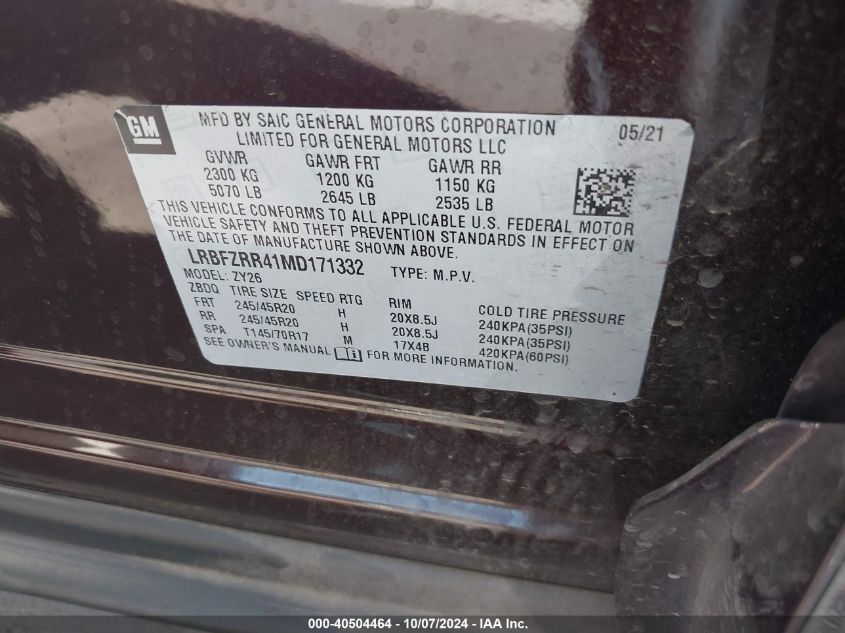 GM
MFD BY SAIC GENERAL MOTORS CORPORATION 05/21
LIMITED FOR GENERAL MOTORS LLC
GVWR GAWR FRT GAWR RR
2300 KG 1200 KG 1150 KG
5070 LB 2645 LB 2535 LB
THIS VEHICLE CONFORMS TO ALL APPLICABLE U.S. FEDERAL MOTOR
VEHICLE SAFETY AND THEFT PREVENTION STANDARDS IN EFFECT ON
THE DATE OF MANUFACTURE SHOWN ABOVE.
LRBFZRR41MD171332 TYPE: M.P.V.
MODEL: ZY26
ZBDQ TIRE SIZE SPEED RTG RIM COLD TIRE PRESSURE
FRT 245/45R20 H 20X8.5J 240KPA(35PSI)
RR 245/45R20 H 20X8.5J 240KPA(35PSI)
SPA T145/70R17 M 17X4B 420KPA(60PSI)
SEE OWNER'S MANUAL FOR MORE INFORMATION.
000-40504464 - 10/07/2024 - IAA Inc.